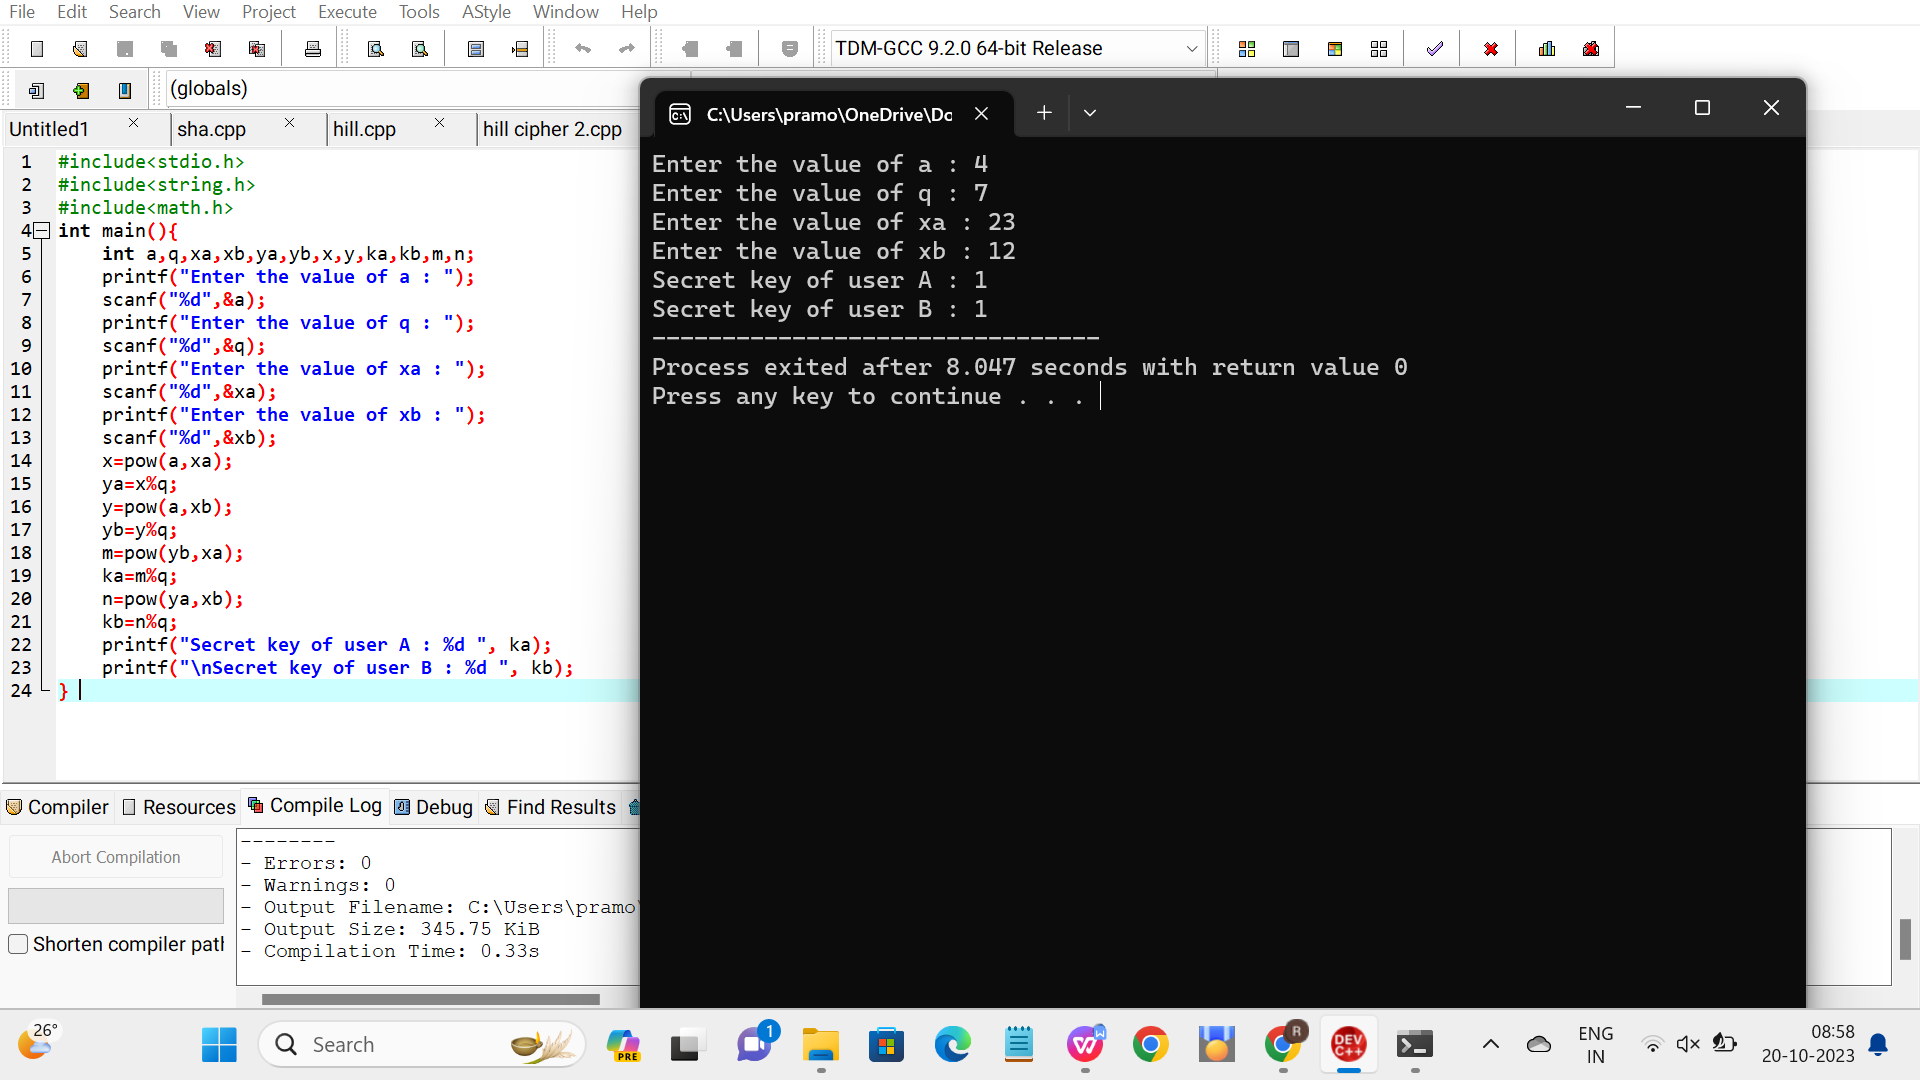 File Edit Search View Project Execute Tools AStyle Window Help
TDM-GCC 9.2.0 64-bit Release
(globals)
Untitled1 sha.cpp hill.cpp hill cipher 2.cpp
1 #include<stdio.h>
2 #include<string.h>
3 #include<math.h>
4 int main(){
5 int a,q,xa,xb,ya,yb,x,y,ka,kb,m,n;
6 printf("Enter the value of a : ");
7 scanf("%d",&a);
8 printf("Enter the value of q : ");
9 scanf("%d",&q);
10 printf("Enter the value of xa : ");
11 scanf("%d",&xa);
12 printf("Enter the value of xb : ");
13 scanf("%d",&xb);
14 x=pow(a,xa);
15 ya=x%q;
16 y=pow(a,xb);
17 yb=y%q;
18 m=pow(yb,xa);
19 ka=m%q;
20 n=pow(ya,xb);
21 kb=n%q;
22 printf("Secret key of user A : %d ", ka);
23 printf("\nSecret key of user B : %d ", kb);
24 }
C:\Users\pramo\OneDrive\Dc
Enter the value of a : 4
Enter the value of q : 7
Enter the value of xa : 23
Enter the value of xb : 12
Secret key of user A : 1
Secret key of user B : 1
--------------------------------
Process exited after 8.047 seconds with return value 0
Press any key to continue . . .
Compiler Resources Compile Log Debug Find Results
Abort Compilation
Shorten compiler path
--------
- Errors: 0
- Warnings: 0
- Output Filename: C:\Users\pramo\
- Output Size: 345.75 KiB
- Compilation Time: 0.33s
26°
Search
PRE
1
W
R
DEV C++
ENG
IN
08:58
20-10-2023